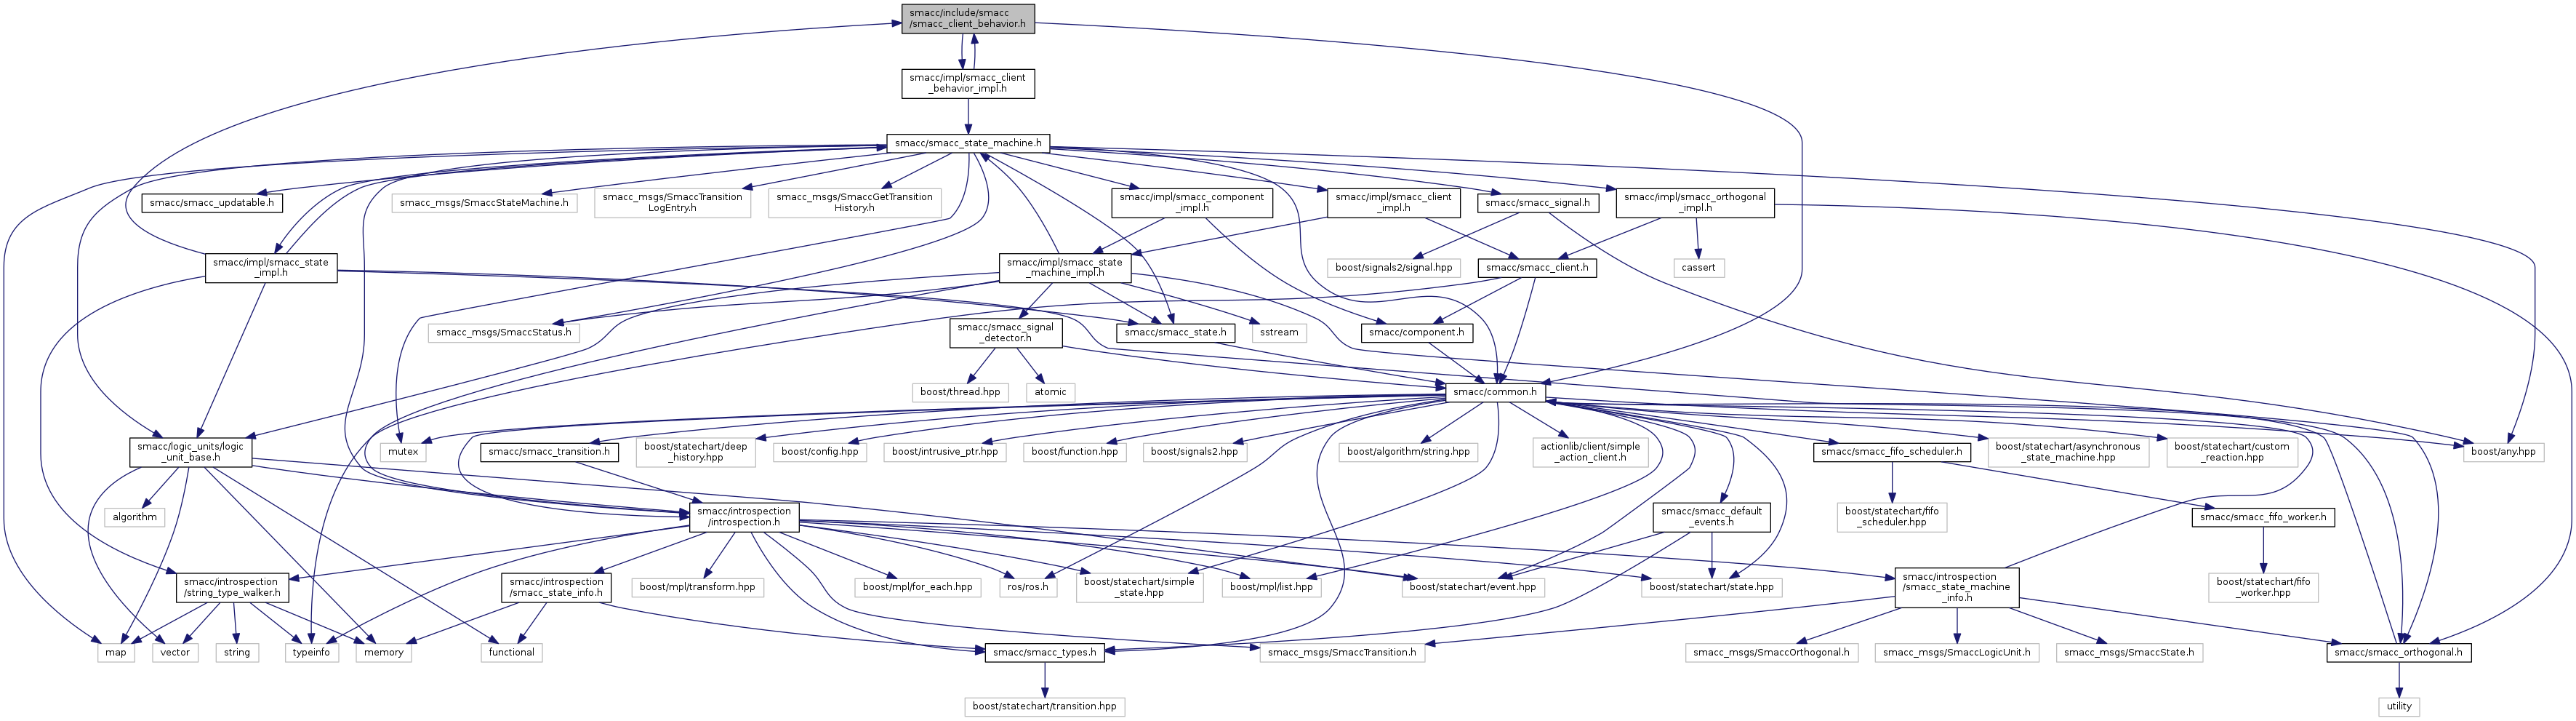 smacc/include/smacc
/smacc_client_behavior.h
smacc/impl/smacc_client
_behavior_impl.h
smacc/smacc_state_machine.h
smacc/smacc_updatable.h
smacc_msgs/SmaccStateMachine.h
smacc_msgs/SmaccTransition
LogEntry.h
smacc_msgs/SmaccGetTransition
History.h
smacc/impl/smacc_component
_impl.h
smacc/impl/smacc_client
_impl.h
smacc/smacc_signal.h
smacc/impl/smacc_orthogonal
_impl.h
smacc/impl/smacc_state
_impl.h
smacc/impl/smacc_state
_machine_impl.h
boost/signals2/signal.hpp
smacc/smacc_client.h
cassert
smacc_msgs/SmaccStatus.h
smacc/smacc_signal
_detector.h
smacc/smacc_state.h
sstream
smacc/component.h
boost/thread.hpp
atomic
smacc/common.h
smacc/logic_units/logic
_unit_base.h
mutex
smacc/smacc_transition.h
boost/statechart/deep
_history.hpp
boost/config.hpp
boost/intrusive_ptr.hpp
boost/function.hpp
boost/signals2.hpp
boost/algorithm/string.hpp
actionlib/client/simple
_action_client.h
smacc/smacc_fifo_scheduler.h
boost/statechart/asynchronous
_state_machine.hpp
boost/statechart/custom
_reaction.hpp
boost/any.hpp
algorithm
smacc/introspection
/introspection.h
smacc/smacc_default
_events.h
boost/statechart/fifo
_scheduler.hpp
smacc/smacc_fifo_worker.h
smacc/introspection
/string_type_walker.h
smacc/introspection
/smacc_state_info.h
boost/mpl/transform.hpp
boost/mpl/for_each.hpp
ros/ros.h
boost/statechart/simple
_state.hpp
boost/mpl/list.hpp
boost/statechart/event.hpp
boost/statechart/state.hpp
smacc/introspection
/smacc_state_machine
_info.h
boost/statechart/fifo
_worker.hpp
map
vector
string
typeinfo
memory
functional
smacc/smacc_types.h
smacc_msgs/SmaccTransition.h
smacc_msgs/SmaccOrthogonal.h
smacc_msgs/SmaccLogicUnit.h
smacc_msgs/SmaccState.h
smacc/smacc_orthogonal.h
boost/statechart/transition.hpp
utility